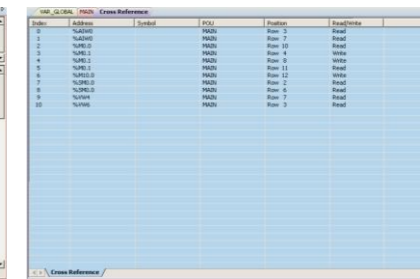 VAR_GLOBAL MAIN Cross Reference
Index Address Symbol POU Position Read/Write
0 %AIW0 MAIN Row 3 Read
1 %AIW0 MAIN Row 7 Read
2 %M0.0 MAIN Row 10 Read
3 %M0.1 MAIN Row 4 Write
4 %M0.1 MAIN Row 8 Write
5 %M0.1 MAIN Row 11 Read
6 %M10.0 MAIN Row 12 Write
7 %SM0.0 MAIN Row 2 Read
8 %SM0.0 MAIN Row 6 Read
9 %VW4 MAIN Row 7 Read
10 %VW6 MAIN Row 3 Read
Cross Reference